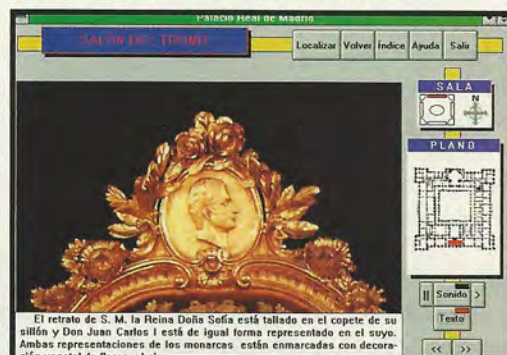 Palacio Real de Madrid
SALÓN DEL TRONO
Localizar Volver Índice Ayuda Salir
SALA
N
PLANO
El retrato de S. M. la Reina Doña Sofía está tallado en el copete de su
sillón y Don Juan Carlos I está de igual forma representado en el suyo.
Ambas representaciones de los monarcas están enmarcadas con decora-
|| Sonido >
Texto
<< >>